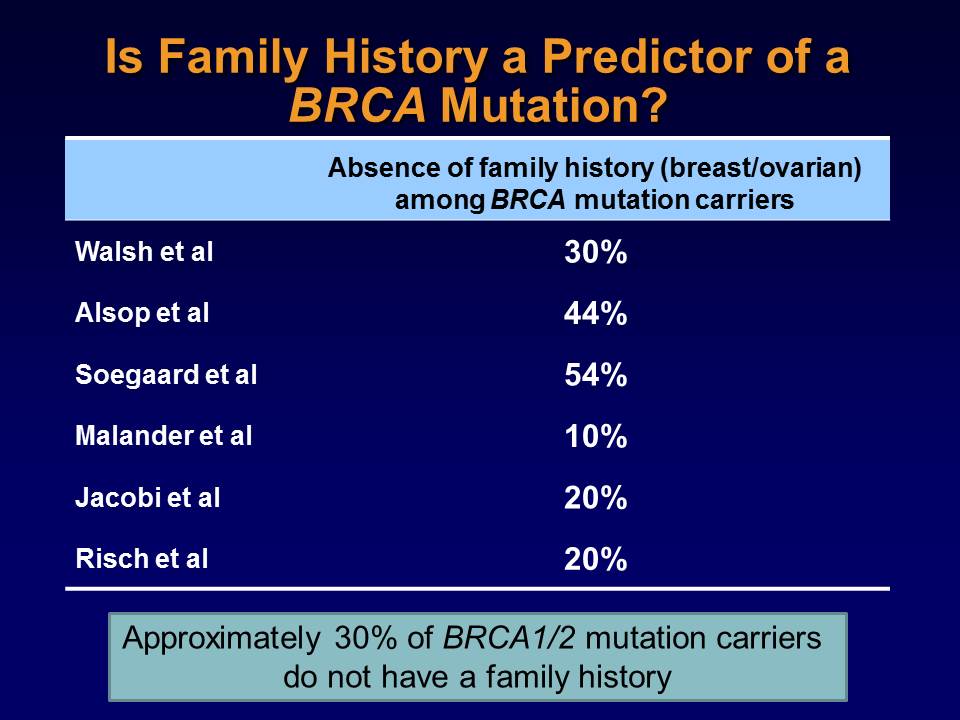 Is Family History a Predictor of a
BRCA Mutation?
Absence of family history (breast/ovarian)
among BRCA mutation carriers
Walsh et al 30%
Alsop et al 44%
Soegaard et al 54%
Malander et al 10%
Jacobi et al 20%
Risch et al 20%
Approximately 30% of BRCA1/2 mutation carriers
do not have a family history